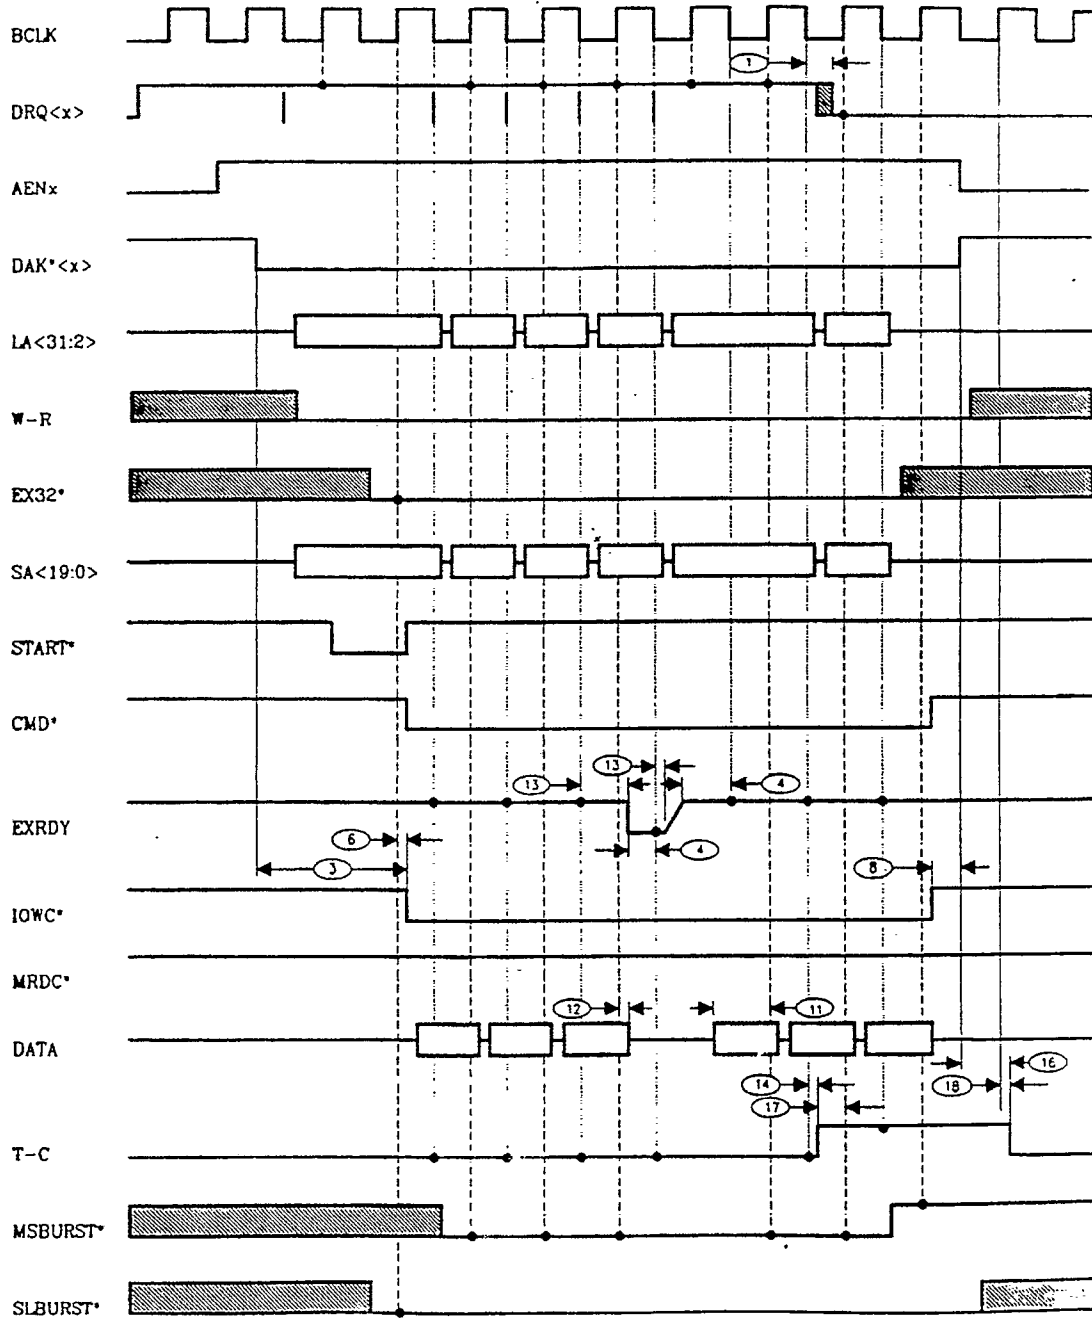 BCLK
1
DRQ<x>
AENx
DAK*<x>
LA<31:2>
W-R
EX32*
SA<19:0>
START*
CMD*
13
13
4
EXRDY
6
4
3
8
IOWC*
MRDC*
12
11
DATA
16
14
18
17
T-C
MSBURST*
SLBURST*